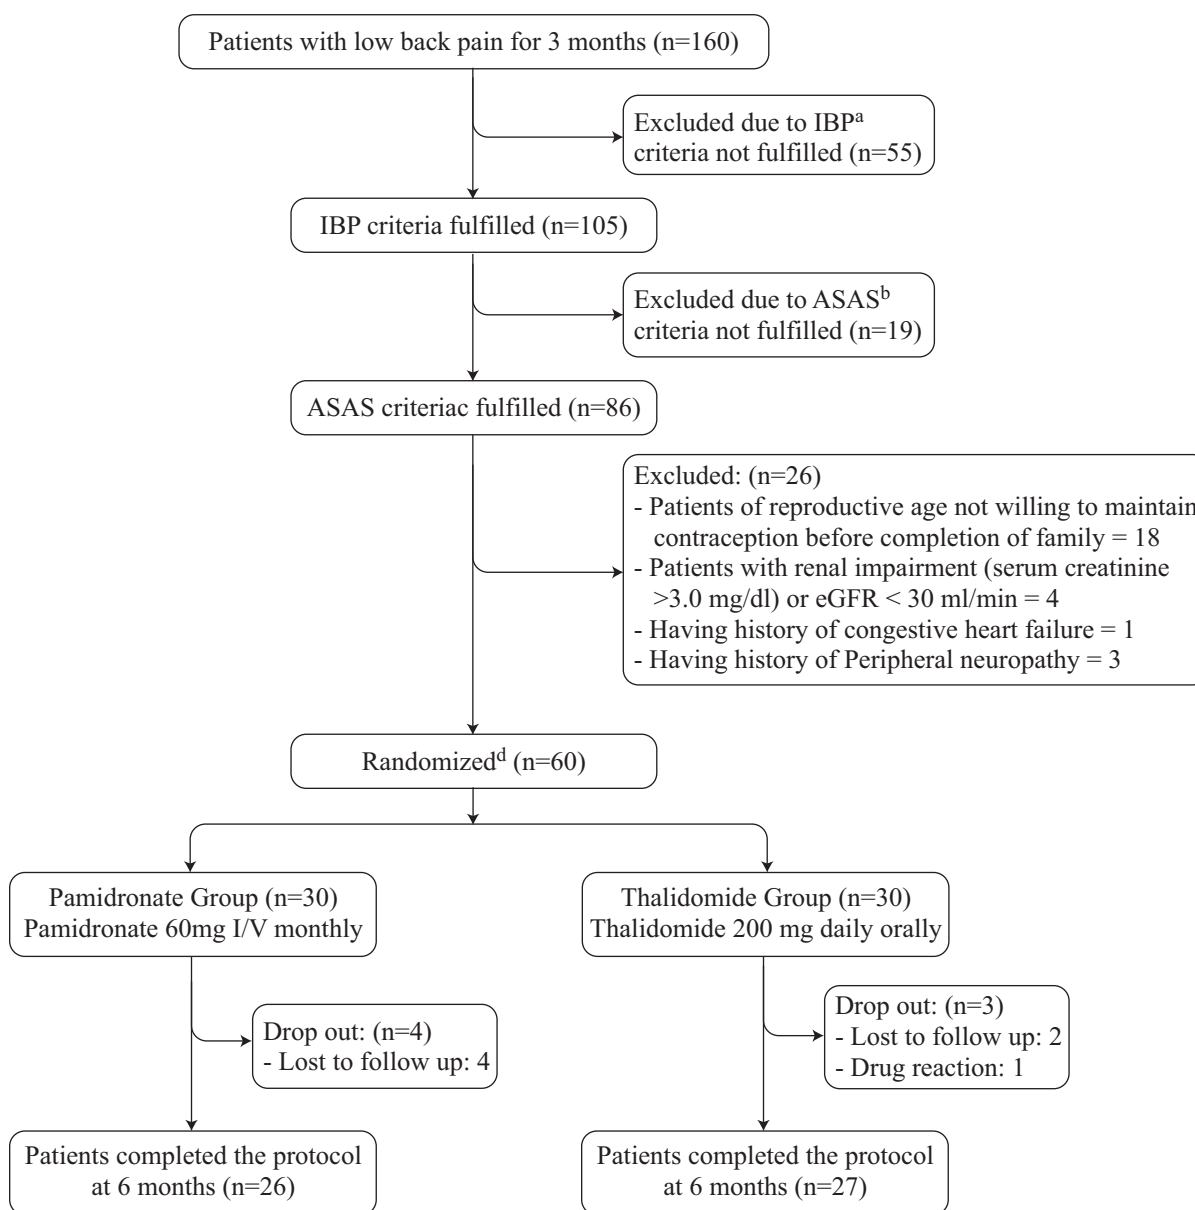 Patients with low back pain for 3 months (n=160)
Excluded due to IBPa
criteria not fulfilled (n=55)
IBP criteria fulfilled (n=105)
Excluded due to ASASb
criteria not fulfilled (n=19)
ASAS criteriac fulfilled (n=86)
Excluded: (n=26)
- Patients of reproductive age not willing to maintain
contraception before completion of family = 18
- Patients with renal impairment (serum creatinine
>3.0 mg/dl) or eGFR < 30 ml/min = 4
- Having history of congestive heart failure = 1
- Having history of Peripheral neuropathy = 3
Randomizedd (n=60)
Pamidronate Group (n=30)
Pamidronate 60mg I/V monthly
Thalidomide Group (n=30)
Thalidomide 200 mg daily orally
Drop out: (n=4)
- Lost to follow up: 4
Drop out: (n=3)
- Lost to follow up: 2
- Drug reaction: 1
Patients completed the protocol
at 6 months (n=26)
Patients completed the protocol
at 6 months (n=27)